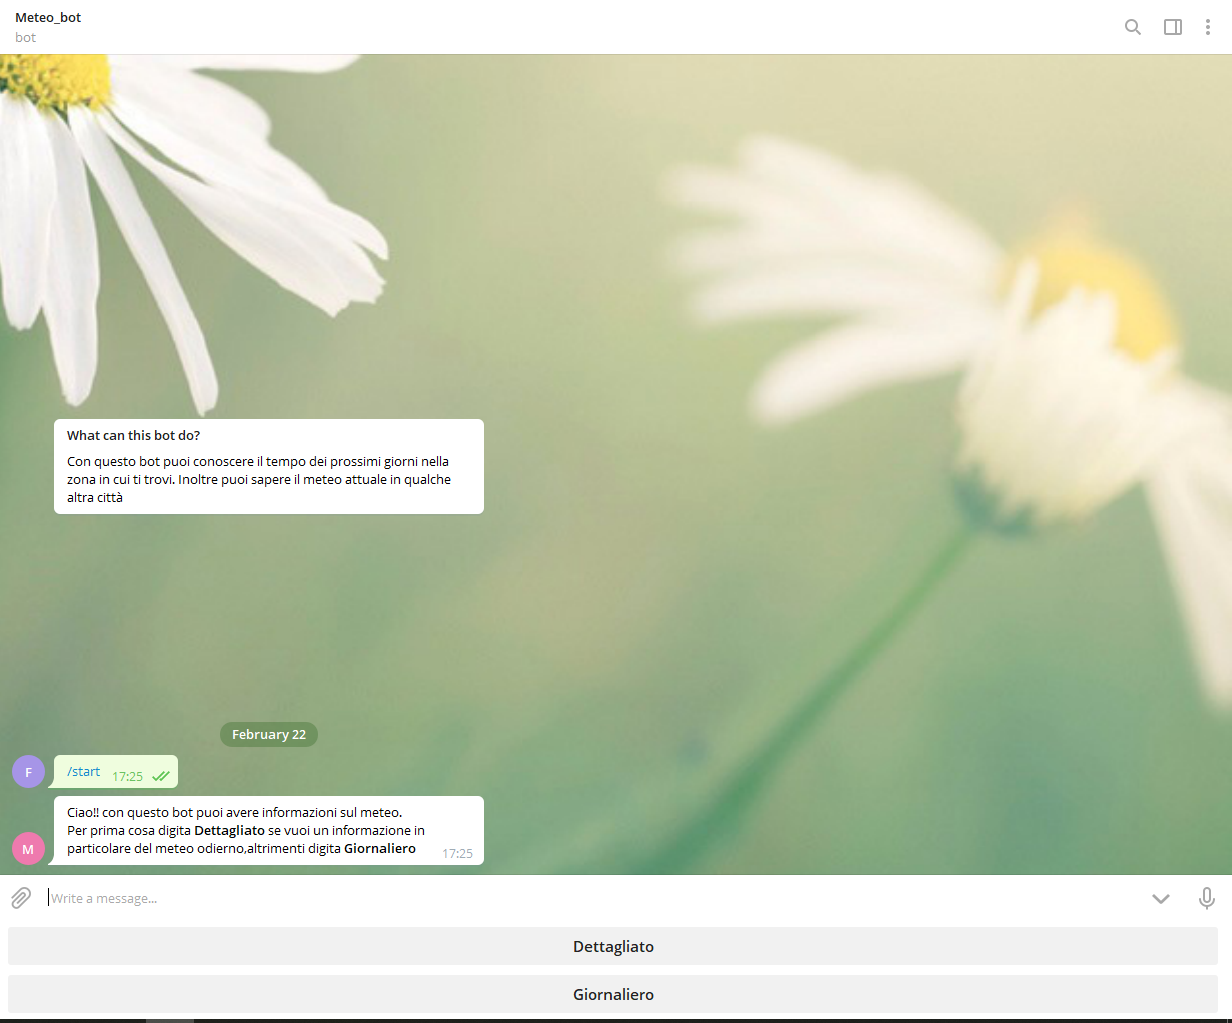 Meteo_bot
bot
What can this bot do?
Con questo bot puoi conoscere il tempo dei prossimi giorni nella
zona in cui ti trovi. Inoltre puoi sapere il meteo attuale in qualche
altra città
February 22
F
/start 17:25
Ciao!! con questo bot puoi avere informazioni sul meteo.
Per prima cosa digita Dettagliato se vuoi un informazione in
particolare del meteo odierno,altrimenti digita Giornaliero
M
17:25
Write a message...
Dettagliato
Giornaliero